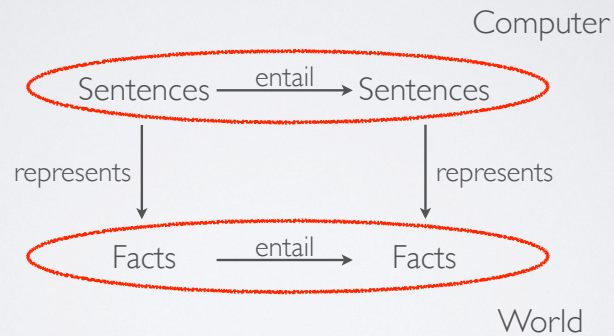 Computer
Sentences entail Sentences
represents represents
Facts entail Facts
World